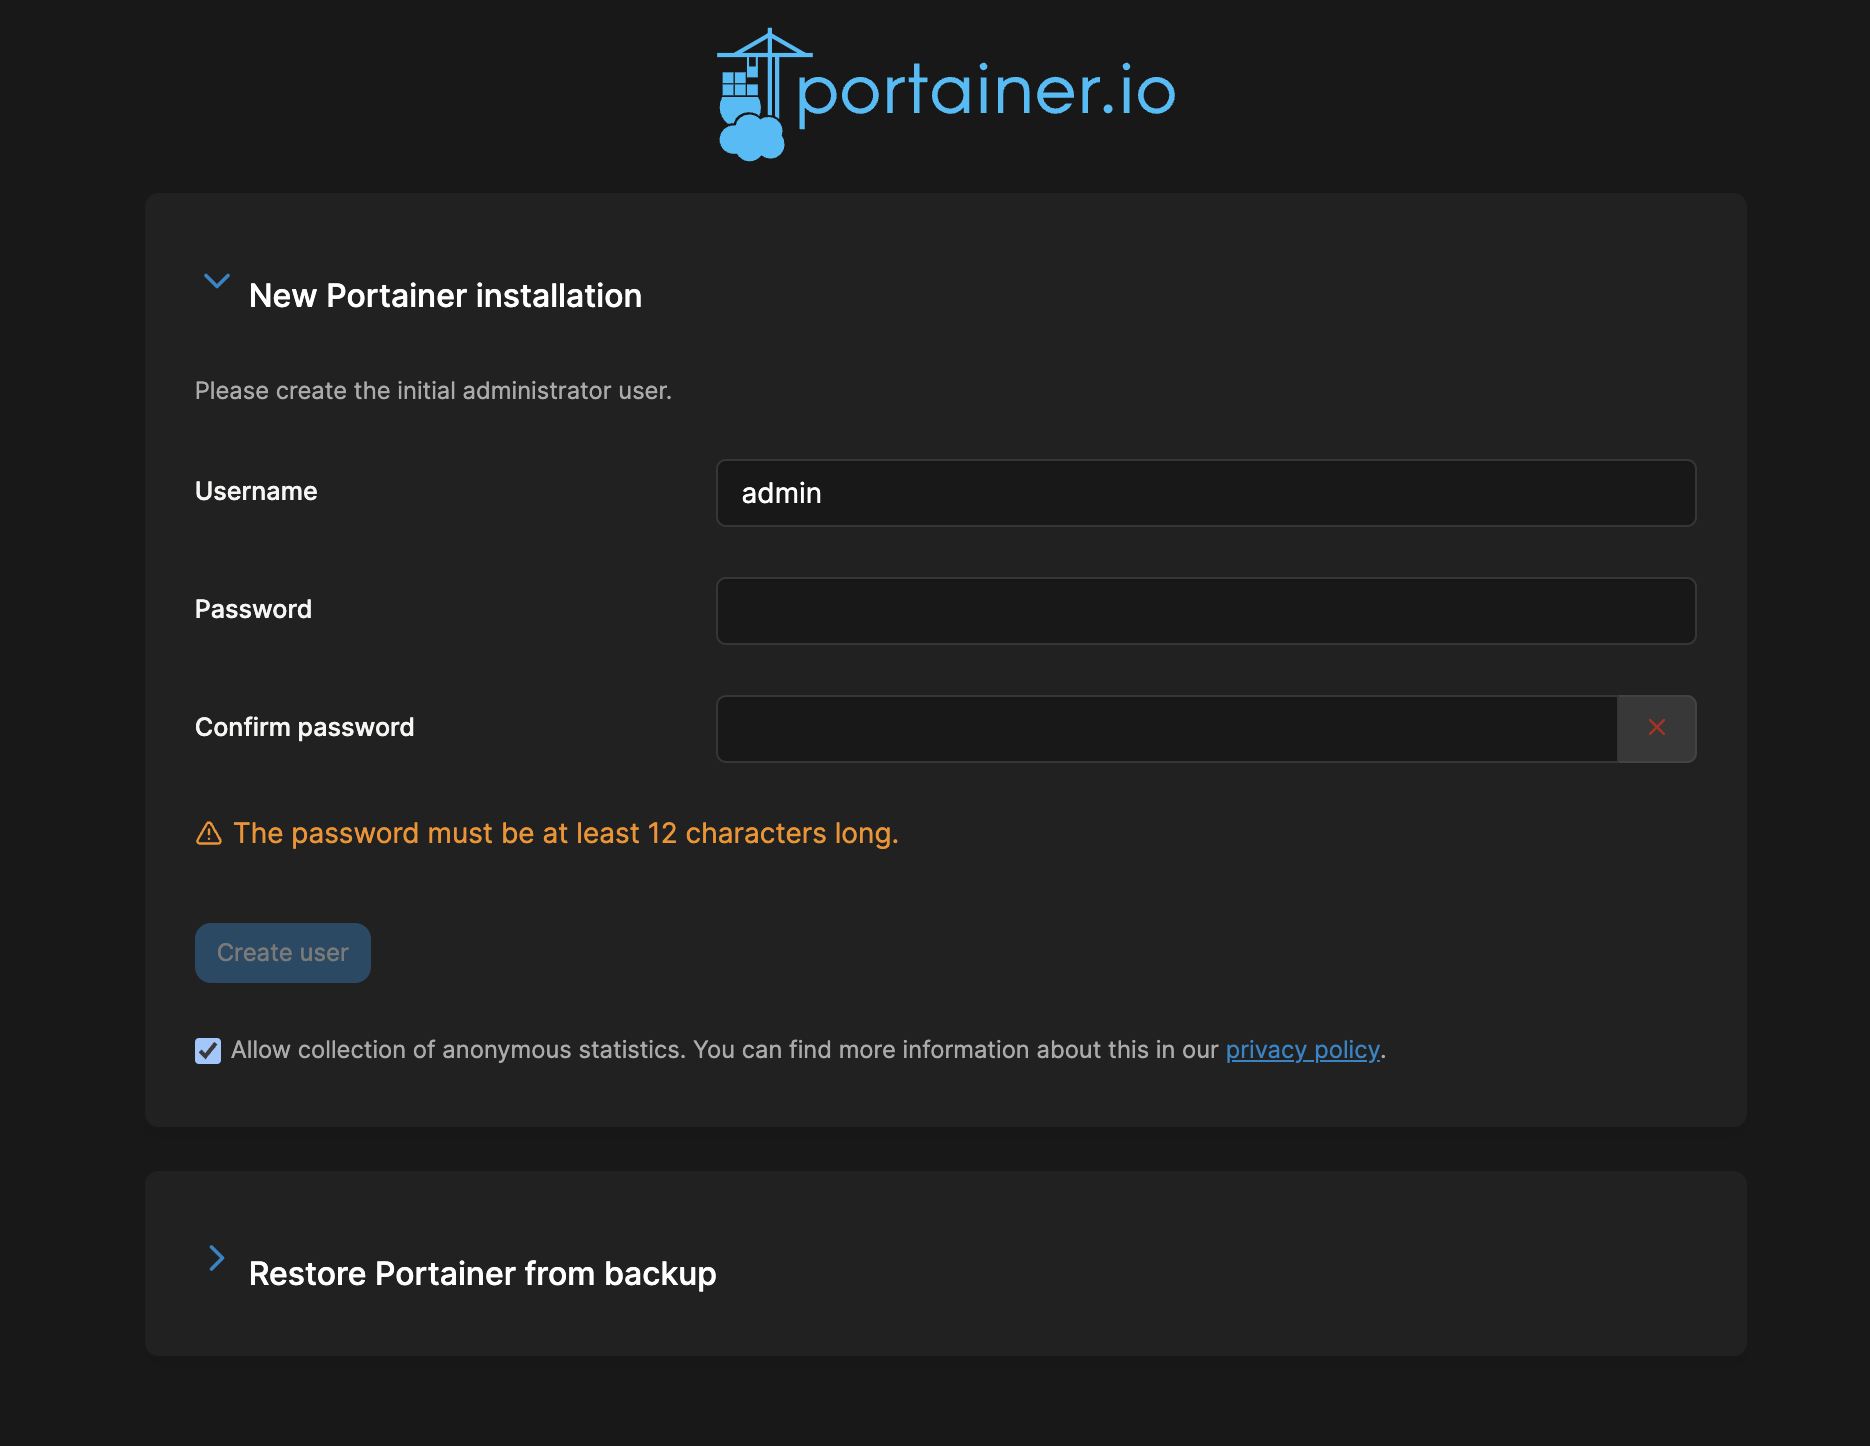 portainer.io
New Portainer installation
Please create the initial administrator user.
Username
admin
Password
Confirm password
The password must be at least 12 characters long.
Create user
Allow collection of anonymous statistics. You can find more information about this in our privacy policy.
Restore Portainer from backup